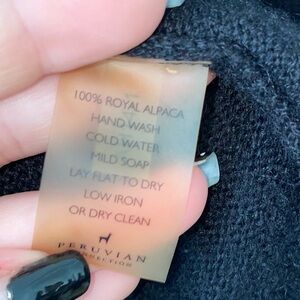 100% ROYAL ALPACA
HAND WASH
COLD WATER
MILD SOAP
LAY FLAT TO DRY
LOW IRON
OR DRY CLEAN
PERUVIAN
CONNECTION